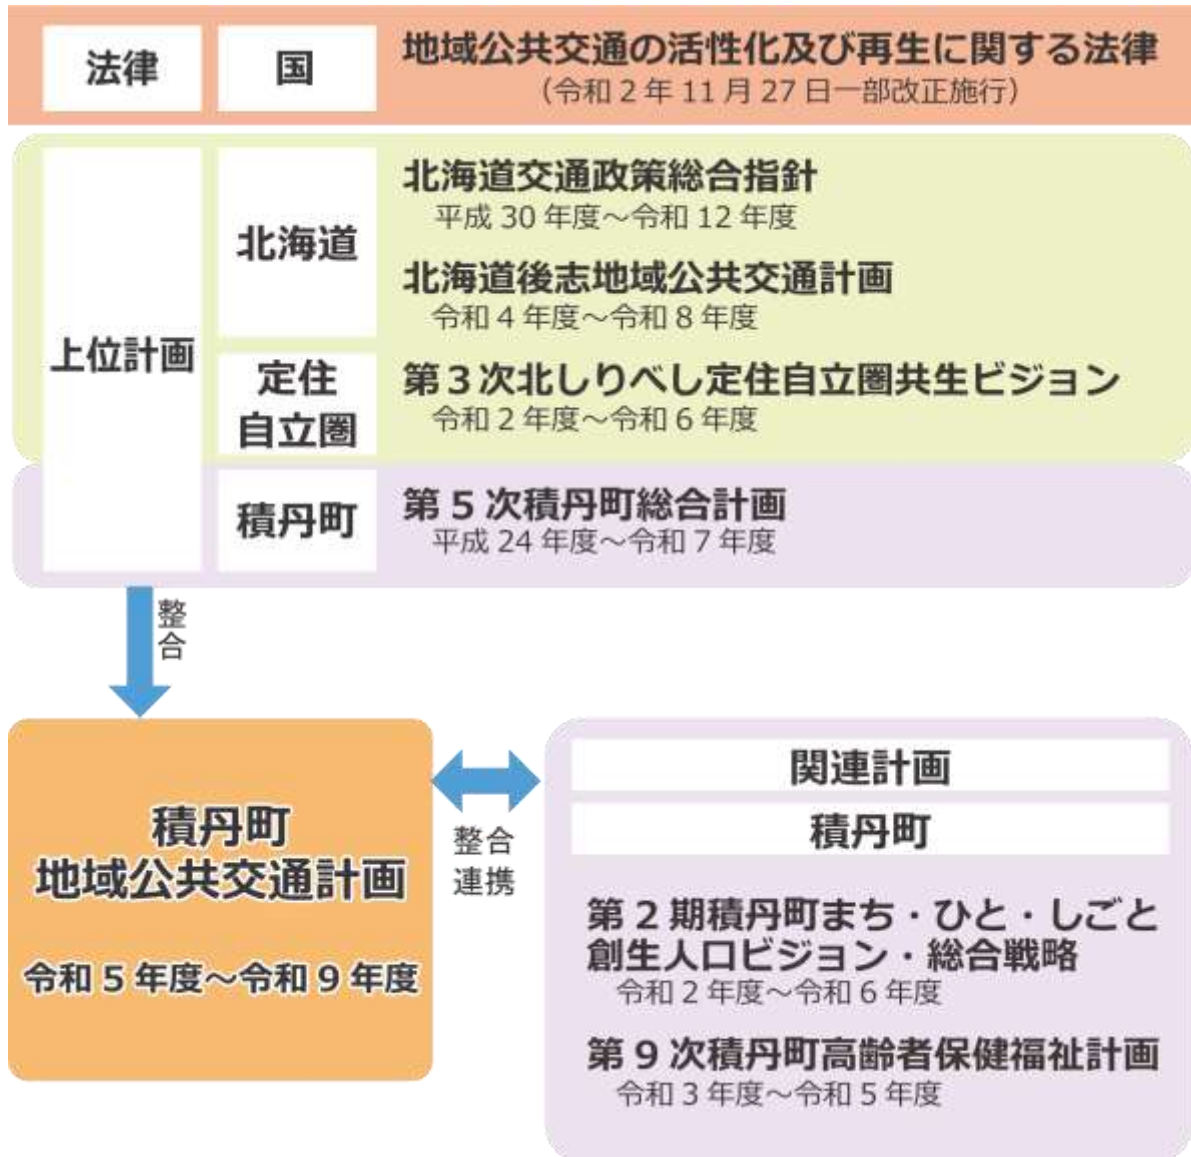 法律
国
地域公共交通の活性化及び再生に関する法律
（令和 2 年 11 月 27 日一部改正施行）
上位計画
北海道
北海道交通政策総合指針
平成 30 年度～令和 12 年度
北海道後志地域公共交通計画
令和 4 年度～令和 8 年度
定住
自立圏
第３次北しりべし定住自立圏共生ビジョン
令和 2 年度～令和 6 年度
積丹町
第 5 次積丹町総合計画
平成 24 年度～令和 7 年度
整合
積丹町
地域公共交通計画
令和 5 年度～令和 9 年度
整合
連携
関連計画
積丹町
第 2 期積丹町まち・ひと・しごと
創生人口ビジョン・総合戦略
令和 2 年度～令和 6 年度
第 9 次積丹町高齢者保健福祉計画
令和 3 年度～令和 5 年度